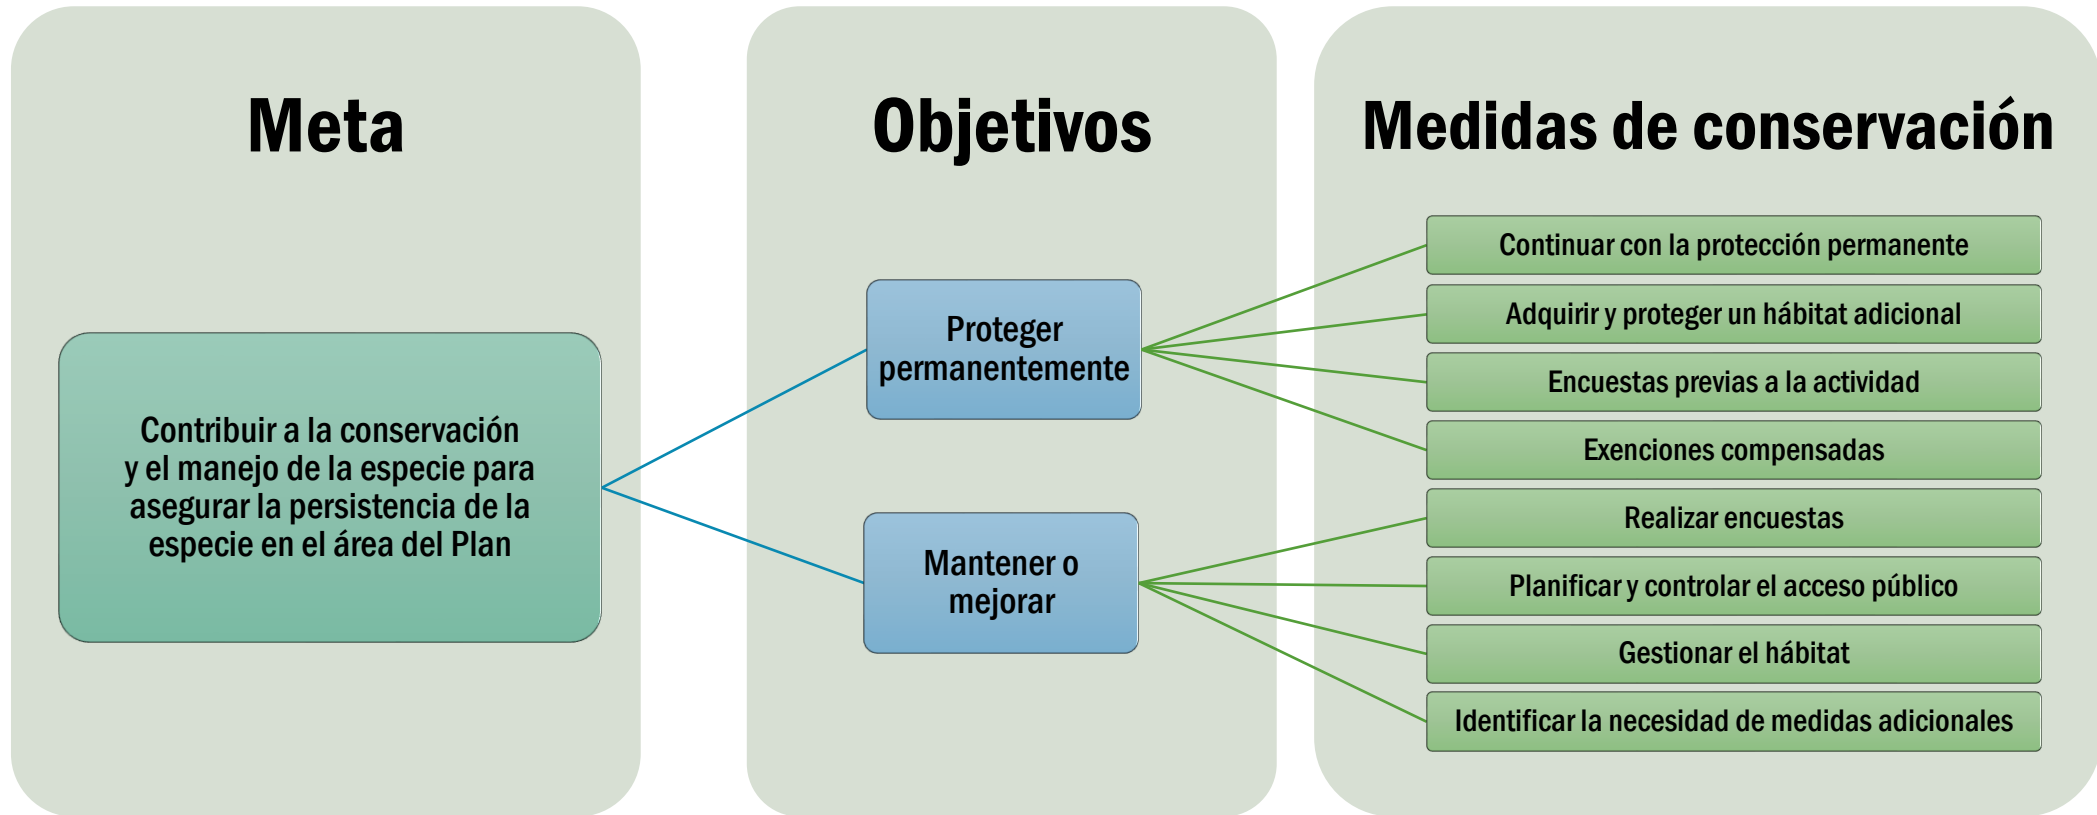 Meta
Contribuir a la conservación
y el manejo de la especie para
asegurar la persistencia de la
especie en el área del Plan
Objetivos
Proteger
permanentemente
Mantener o
mejorar
Medidas de conservación
Continuar con la protección permanente
Adquirir y proteger un hábitat adicional
Encuestas previas a la actividad
Exenciones compensadas
Realizar encuestas
Planificar y controlar el acceso público
Gestionar el hábitat
Identificar la necesidad de medidas adicionales